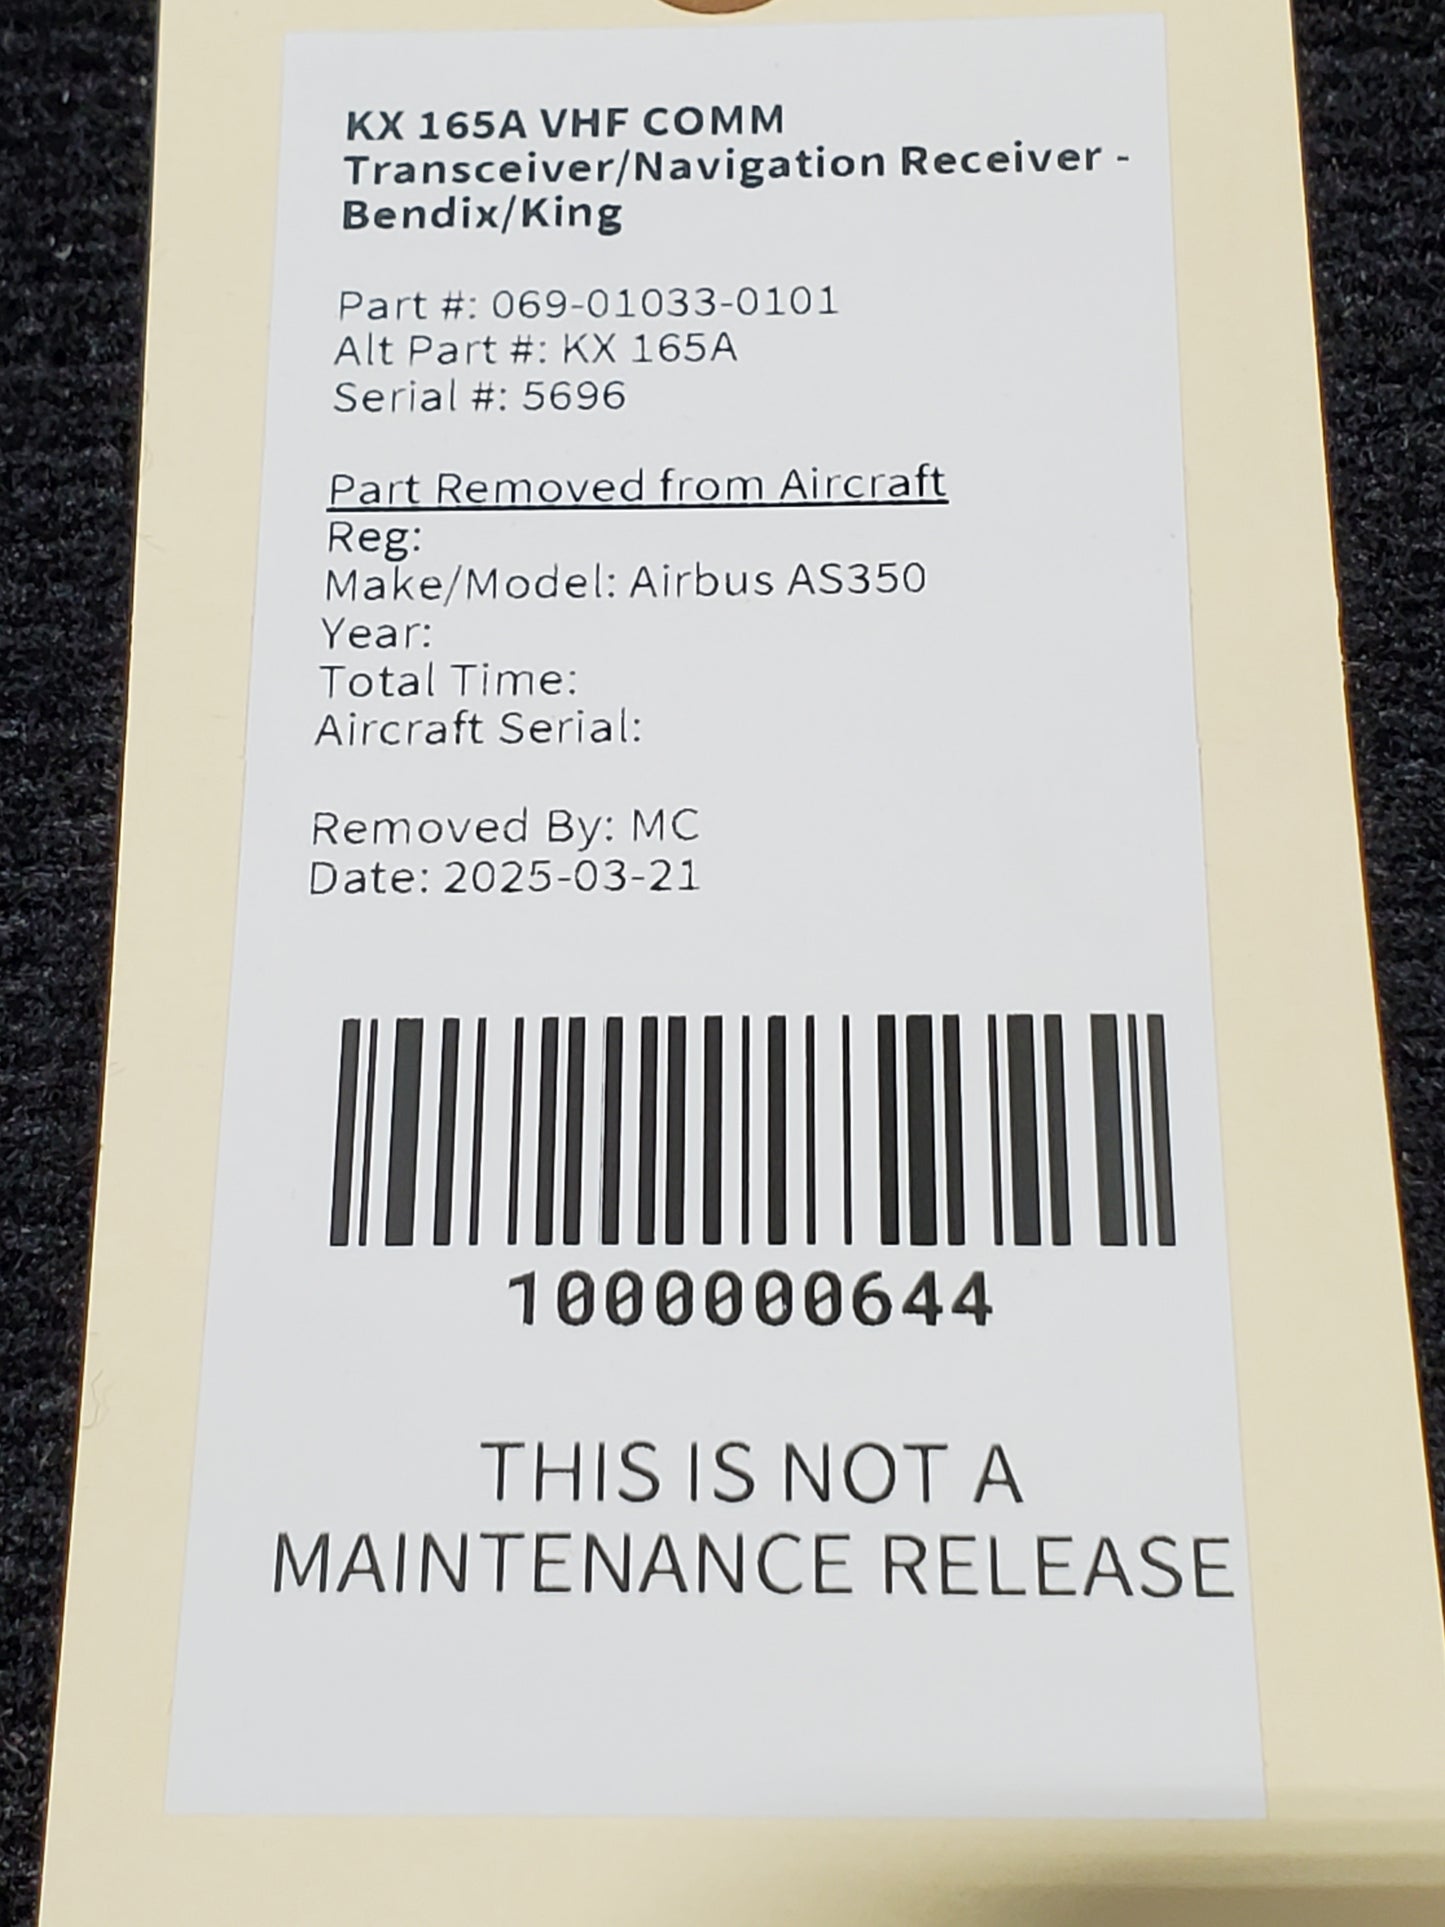 KX 165A VHF COMM
Transceiver/Navigation Receiver -
Bendix/King
Part #: 069-01033-0101
Alt Part #: KX 165A
Serial #: 5696
Part Removed from Aircraft
Reg:
Make/Model: Airbus AS350
Year:
Total Time:
Aircraft Serial:
Removed By: MC
Date: 2025-03-21
1000000644
THIS IS NOT A
MAINTENANCE RELEASE